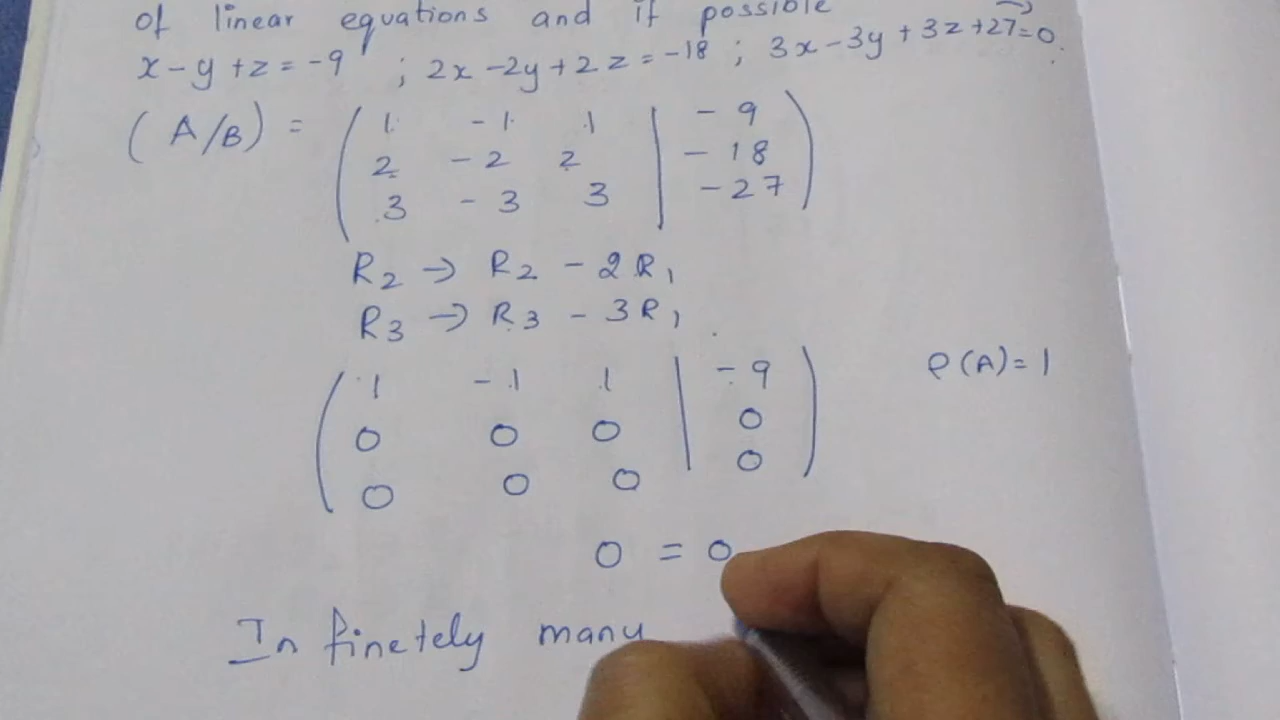 of linear equations and if possible
x - y + z = -9 ; 2x - 2y + 2z = -18 ; 3x - 3y + 3z + 27 = 0.
(A/B) = ( 1 -1 1 | -9 )
2 -2 2 | -18
3 -3 3 | -27
R2 → R2 - 2R1
R3 → R3 - 3R1
( 1 -1 1 | -9 ) ρ(A) = 1
0 0 0 | 0
0 0 0 | 0
0 = 0
In finetely many